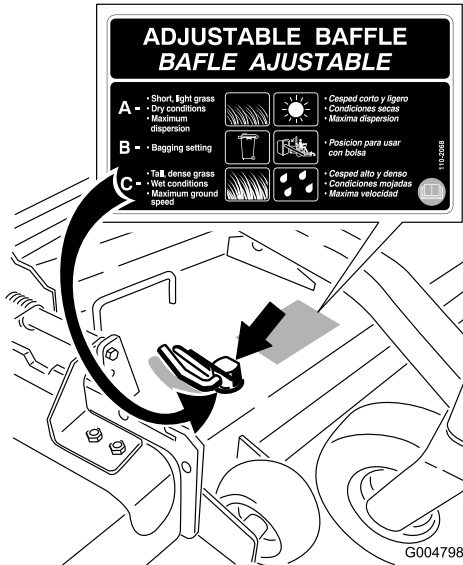 ADJUSTABLE BAFFLE
BAFLE AJUSTABLE
A - • Short, light grass
• Dry conditions
• Maximum
dispersion
• Cesped corto y ligero
• Condiciones secas
• Maxima dispersion
B - • Bagging setting
• Posicion para usar
con bolsa
C - • Tall, dense grass
• Wet conditions
• Maximum ground
speed
• Cesped alto y denso
• Condiciones mojadas
• Maxima velocidad
110-2068
G004798